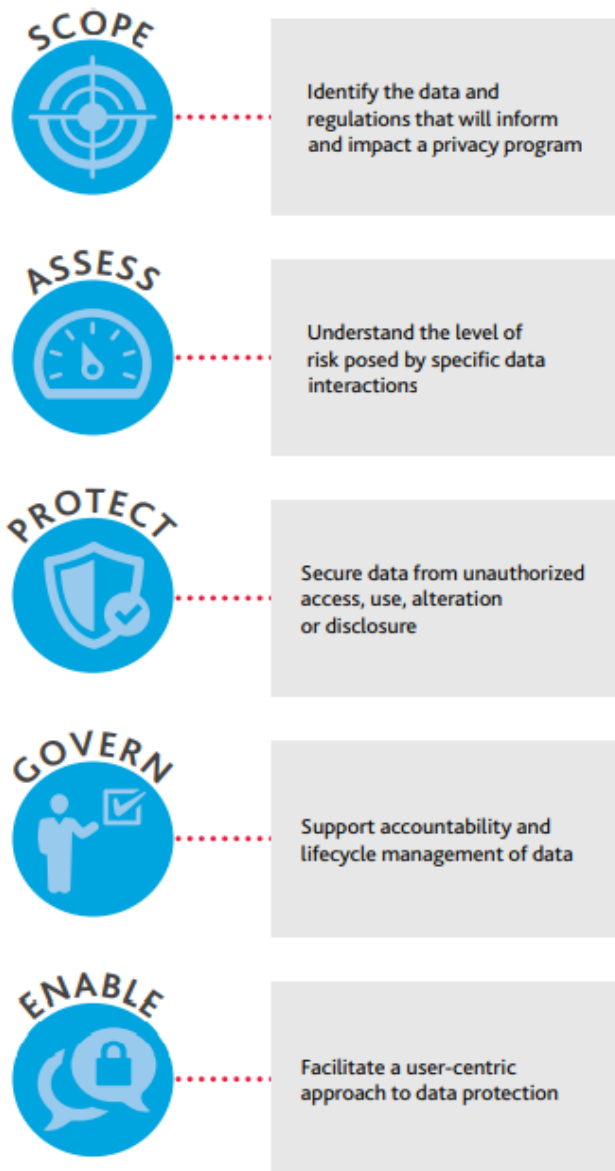 SCOPE
Identify the data and
regulations that will inform
and impact a privacy program
ASSESS
Understand the level of
risk posed by specific data
interactions
PROTECT
Secure data from unauthorized
access, use, alteration
or disclosure
GOVERN
Support accountability and
lifecycle management of data
ENABLE
Facilitate a user-centric
approach to data protection